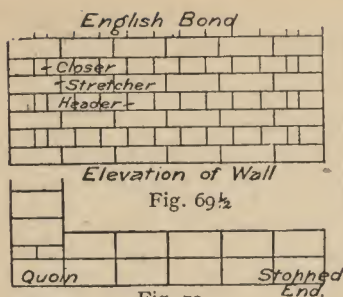 English Bond
Closer
Stretcher
Header
Elevation of Wall
Fig. 69½
Quoin
Stopped
End.